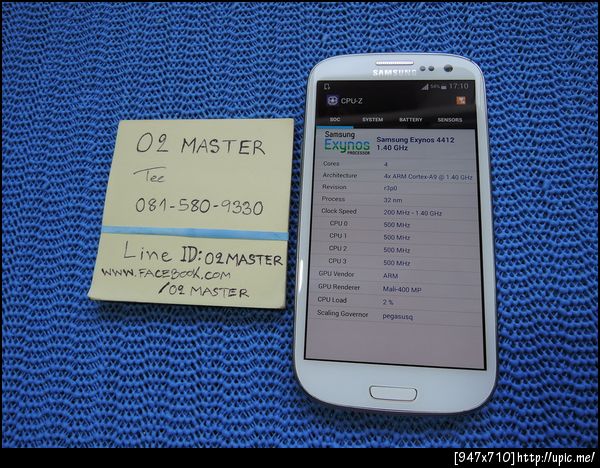 02 MASTER
Tee
081-580-9330
Line ID: 02MASTER
WWW.FACEBOOK.COM
/02 MASTER
SAMSUNG
54% 17:10
CPU-Z
SOC SYSTEM BATTERY SENSORS
Samsung
Exynos
PROCESSOR
Samsung Exynos 4412
1.40 GHz
Cores 4
Architecture 4x ARM Cortex-A9 @ 1.40 GHz
Revision r3p0
Process 32 nm
Clock Speed 200 MHz - 1.40 GHz
CPU 0 500 MHz
CPU 1 500 MHz
CPU 2 500 MHz
CPU 3 500 MHz
GPU Vendor ARM
GPU Renderer Mali-400 MP
CPU Load 2 %
Scaling Governor pegasusq
[947x710]http://upic.me/